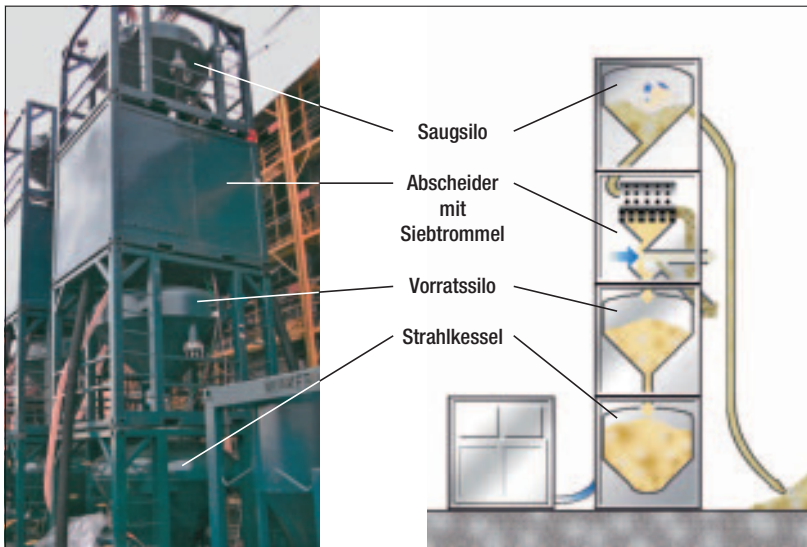 Saugsilo
Abscheider
mit
Siebtrommel
Vorratssilo
Strahlkessel